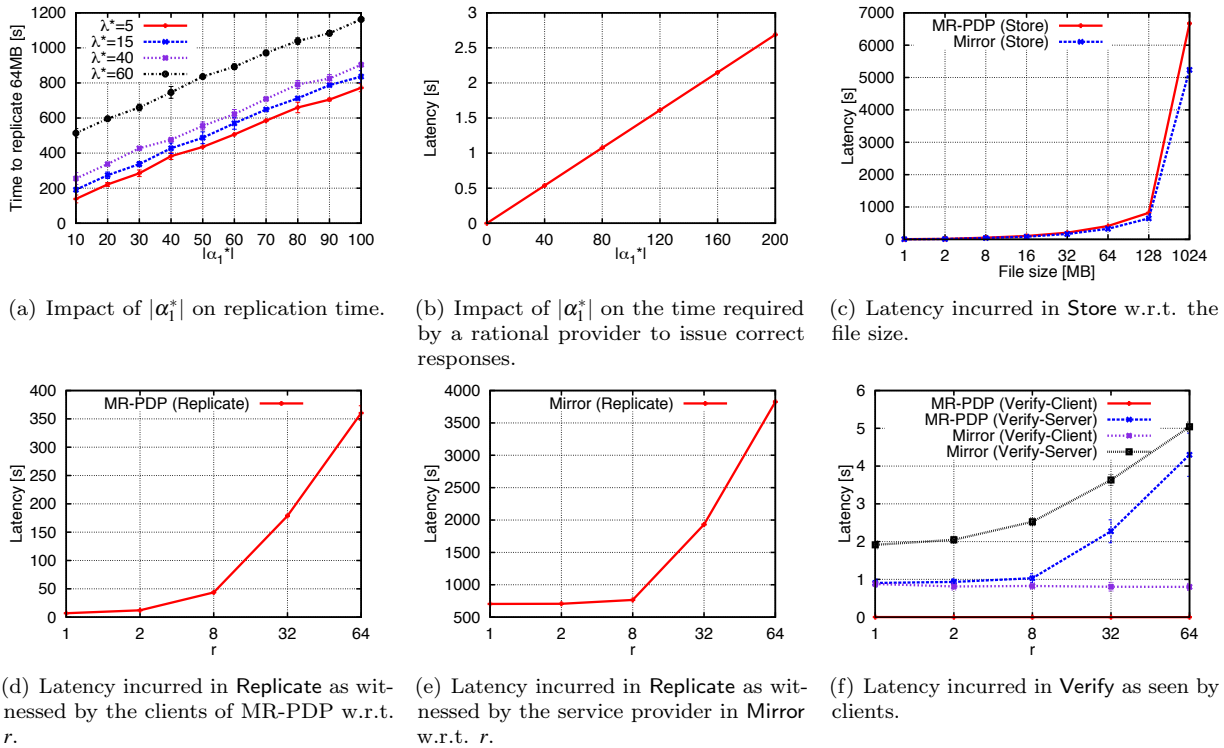 λ*=5
λ*=15
λ*=40
λ*=60
Time to replicate 64MB [s]
1200
1000
800
600
400
200
0
10 20 30 40 50 60 70 80 90 100
|α1*|
(a) Impact of |α1*| on replication time.
Latency [s]
3
2.5
2
1.5
1
0.5
0
0 40 80 120 160 200
|α1*|
(b) Impact of |α1*| on the time required
by a rational provider to issue correct
responses.
MR-PDP (Store)
Mirror (Store)
Latency [s]
7000
6000
5000
4000
3000
2000
1000
0
1 2 8 16 32 64 128 1024
File size [MB]
(c) Latency incurred in Store w.r.t. the
file size.
MR-PDP (Replicate)
Latency [s]
400
350
300
250
200
150
100
50
0
1 2 8 32 64
r
(d) Latency incurred in Replicate as wit-
nessed by the clients of MR-PDP w.r.t.
r.
Mirror (Replicate)
Latency [s]
4000
3500
3000
2500
2000
1500
1000
500
1 2 8 32 64
r
(e) Latency incurred in Replicate as wit-
nessed by the service provider in Mirror
w.r.t. r.
MR-PDP (Verify-Client)
MR-PDP (Verify-Server)
Mirror (Verify-Client)
Mirror (Verify-Server)
Latency [s]
6
5
4
3
2
1
0
1 2 8 32 64
r
(f) Latency incurred in Verify as seen by
clients.